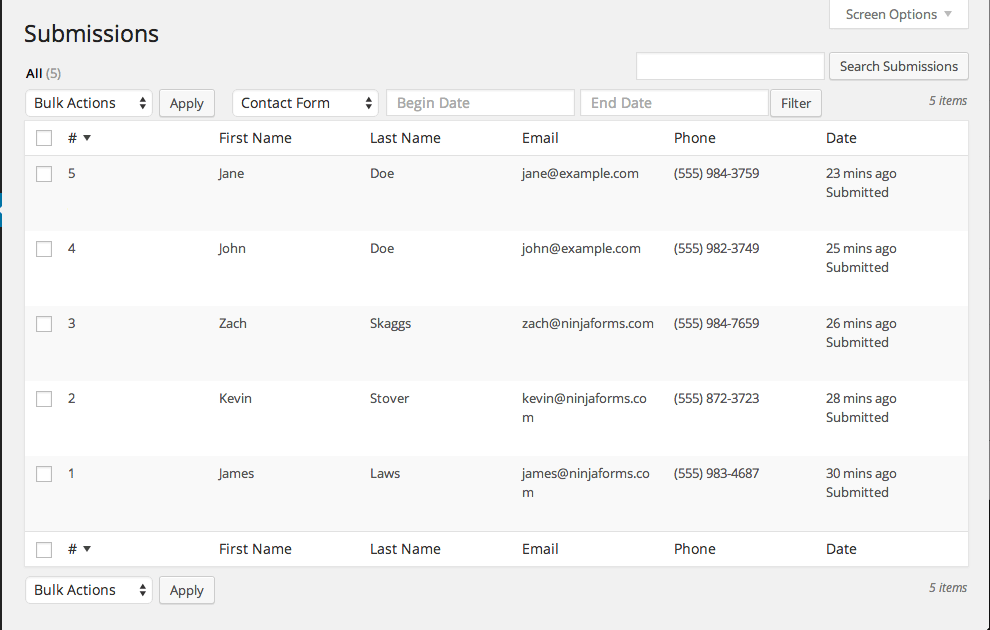 Screen Options
Submissions
All (5)
Search Submissions
Bulk Actions Apply Contact Form Begin Date End Date Filter 5 items
# First Name Last Name Email Phone Date
5 Jane Doe jane@example.com (555) 984-3759 23 mins ago
Submitted
4 John Doe john@example.com (555) 982-3749 25 mins ago
Submitted
3 Zach Skaggs zach@ninjaforms.com (555) 984-7659 26 mins ago
Submitted
2 Kevin Stover kevin@ninjaforms.co (555) 872-3723 28 mins ago
m Submitted
1 James Laws james@ninjaforms.co (555) 983-4687 30 mins ago
m Submitted
# First Name Last Name Email Phone Date
Bulk Actions Apply 5 items